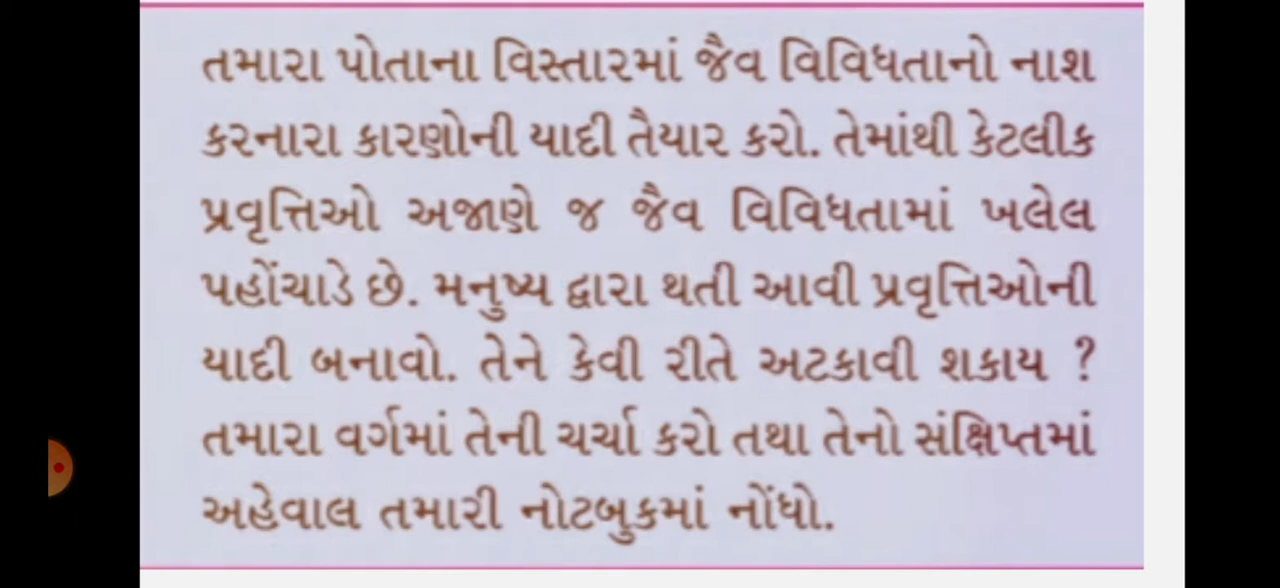 તમારા પોતાના વિસ્તારમાં જૈવ વિવિધતાનો નાશ
કરનારા કારણોની યાદી તૈયાર કરો. તેમાંથી કેટલીક
પ્રવૃત્તિઓ અજાણે જ જૈવ વિવિધતામાં ખલેલ
પહોંચાડે છે. મનુષ્ય દ્વારા થતી આવી પ્રવૃત્તિઓની
યાદી બનાવો. તેને કેવી રીતે અટકાવી શકાય ?
તમારા વર્ગમાં તેની ચર્ચા કરો તથા તેનો સંક્ષિપ્તમાં
અહેવાલ તમારી નોટબુકમાં નોંધો.